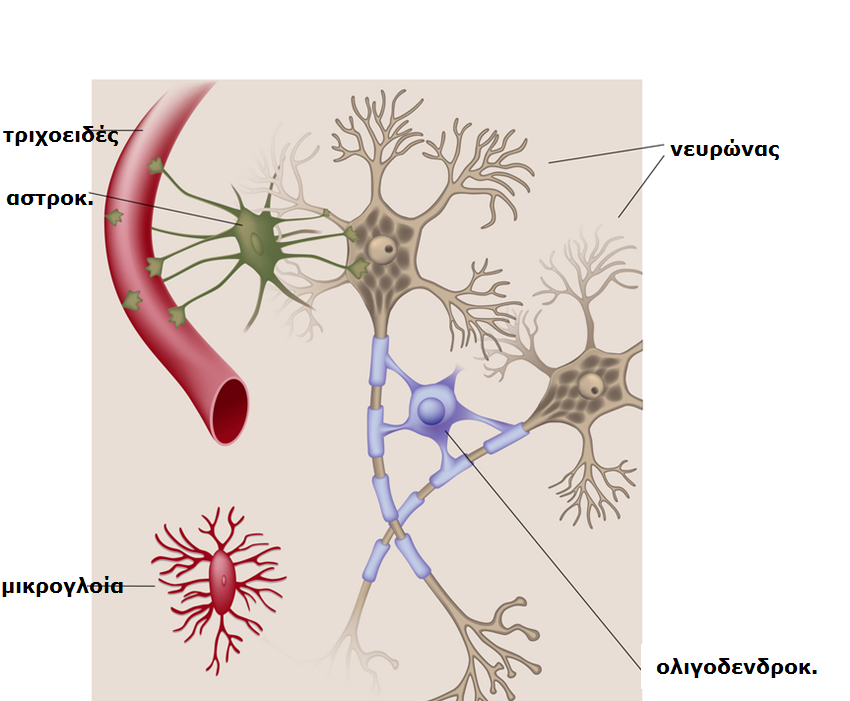 τριχοειδές
νευρώνας
αστροκ.
μικρογλοία
ολιγοδενδροκ.